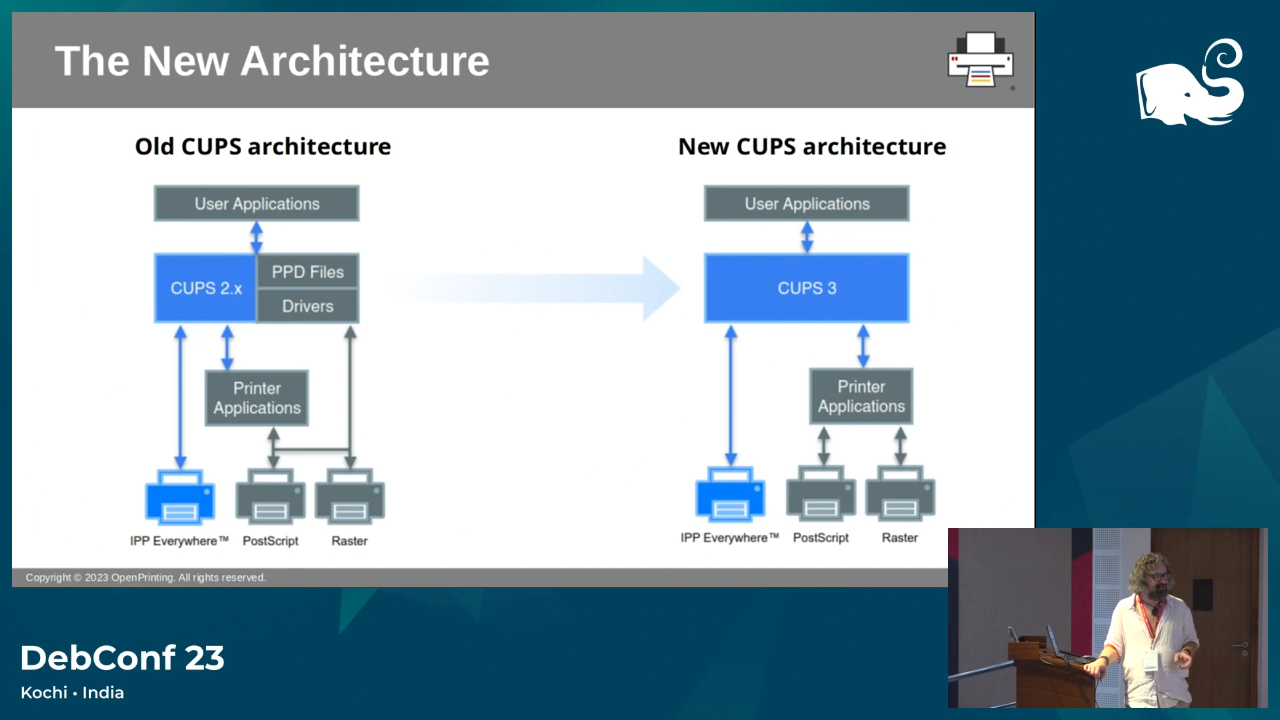 The New Architecture
Old CUPS architecture
User Applications
CUPS 2.x
PPD Files
Drivers
Printer
Applications
IPP Everywhere™
PostScript
Raster
New CUPS architecture
User Applications
CUPS 3
Printer
Applications
IPP Everywhere™
PostScript
Raster
Copyright © 2023 OpenPrinting. All rights reserved.
DebConf 23
Kochi • India